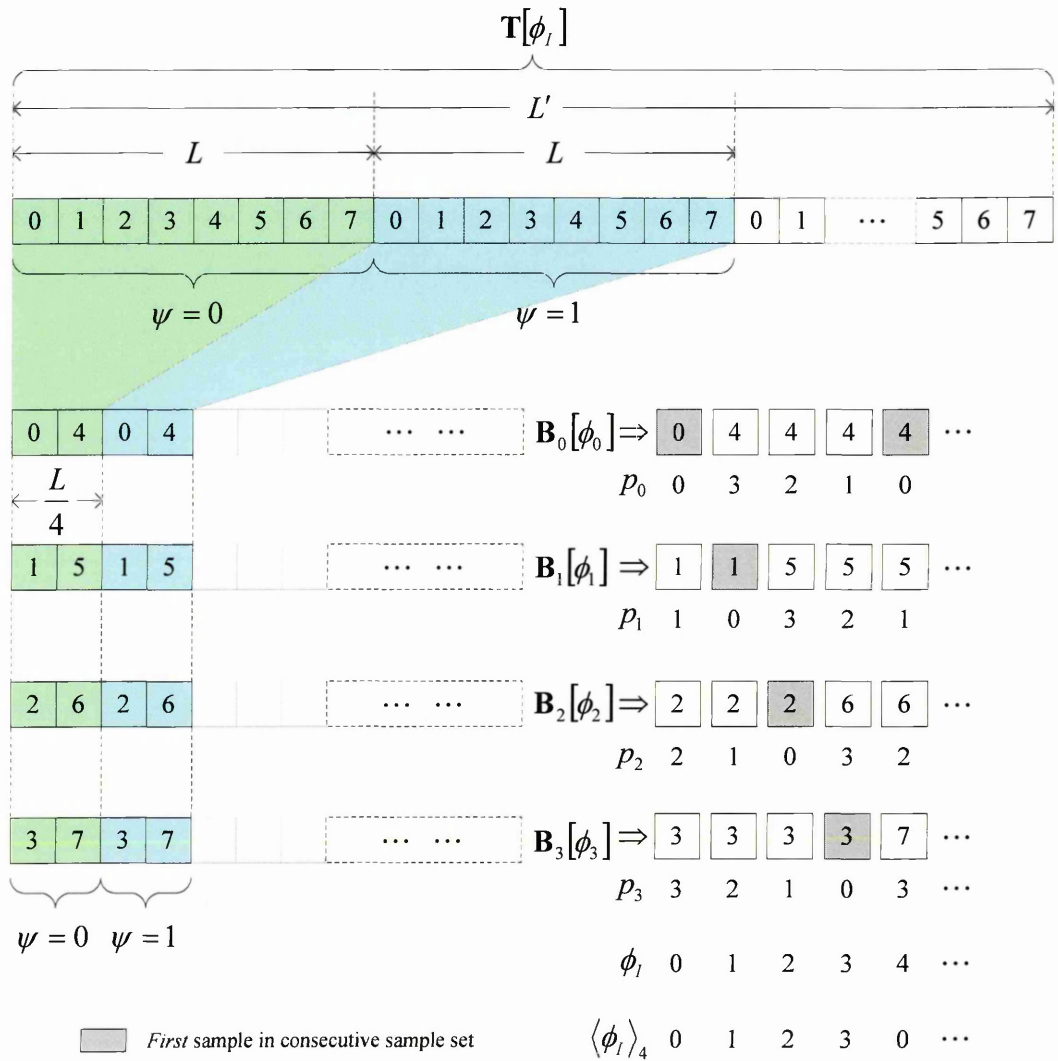 T[ϕ_I]
L′
L L
0 1 2 3 4 5 6 7 0 1 2 3 4 5 6 7 0 1 ··· 5 6 7
ψ = 0 ψ = 1
0 4 0 4 ··· ··· B_0[ϕ_0] ⇒ 0 4 4 4 4 ···
p_0 0 3 2 1 0
L/4
1 5 1 5 ··· ··· B_1[ϕ_1] ⇒ 1 1 5 5 5 ···
p_1 1 0 3 2 1
2 6 2 6 ··· ··· B_2[ϕ_2] ⇒ 2 2 2 6 6 ···
p_2 2 1 0 3 2
3 7 3 7 ··· ··· B_3[ϕ_3] ⇒ 3 3 3 3 7 ···
p_3 3 2 1 0 3 ···
ψ = 0 ψ = 1
ϕ_I 0 1 2 3 4 ···
First sample in consecutive sample set
⟨ϕ_I⟩_4 0 1 2 3 0 ···